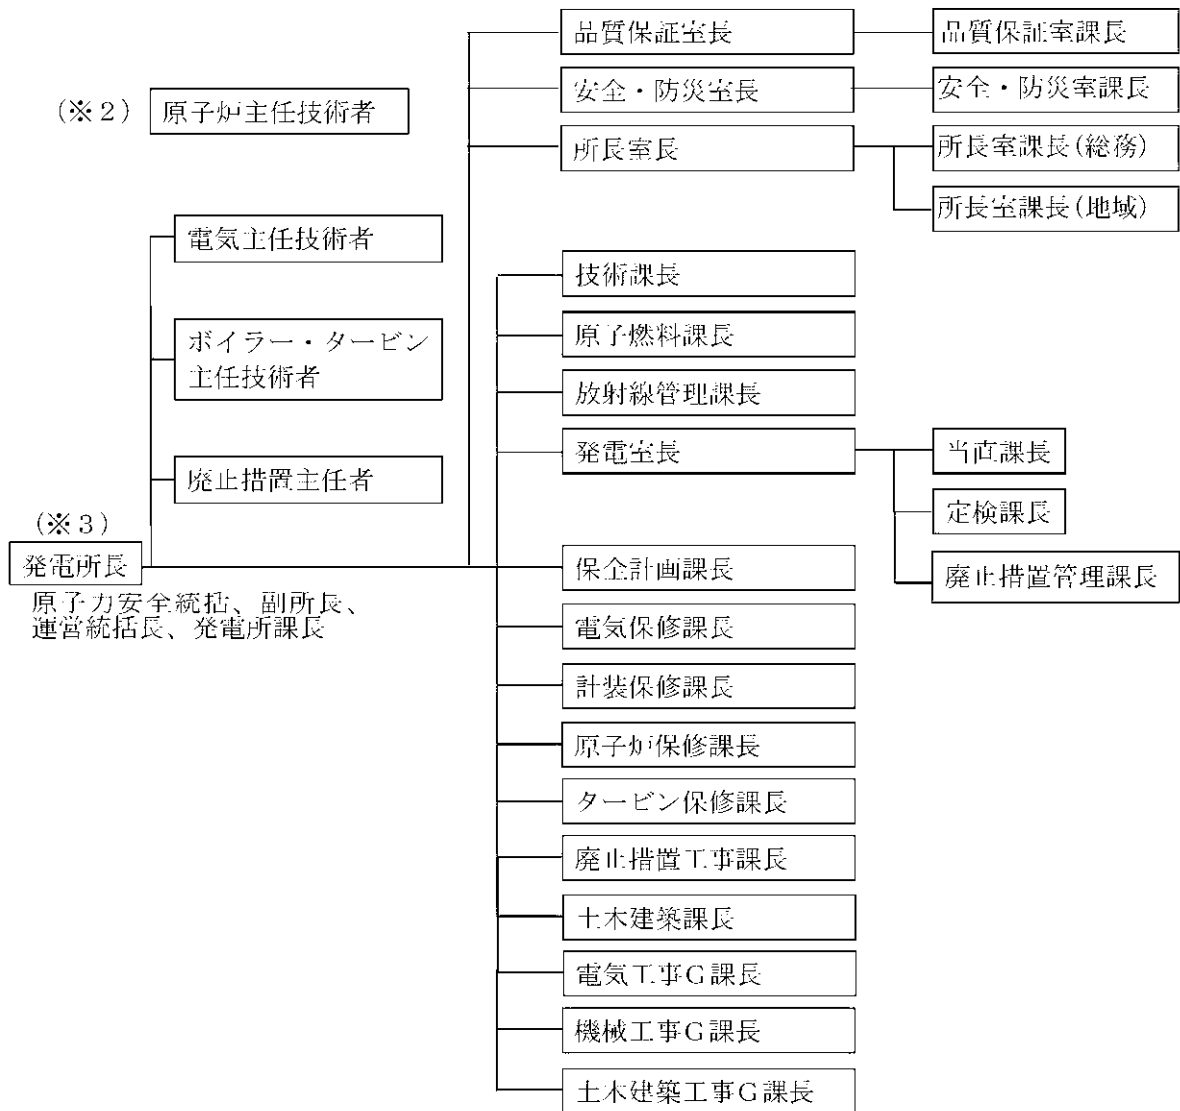 品質保証室長
品質保証室課長
安全・防災室長
安全・防災室課長
(※2)
原子炉主任技術者
所長室長
所長室課長(総務)
所長室課長(地域)
電気主任技術者
技術課長
ボイラー・タービン
主任技術者
原子燃料課長
放射線管理課長
発電室長
当直課長
廃止措置主任者
定検課長
(※3)
発電所長
原子力安全統括、副所長、
運営統括長、発電所課長
保全計画課長
廃止措置管理課長
電気保修課長
計装保修課長
原子炉保修課長
タービン保修課長
廃止措置工事課長
土木建築課長
電気工事G課長
機械工事G課長
土木建築工事G課長